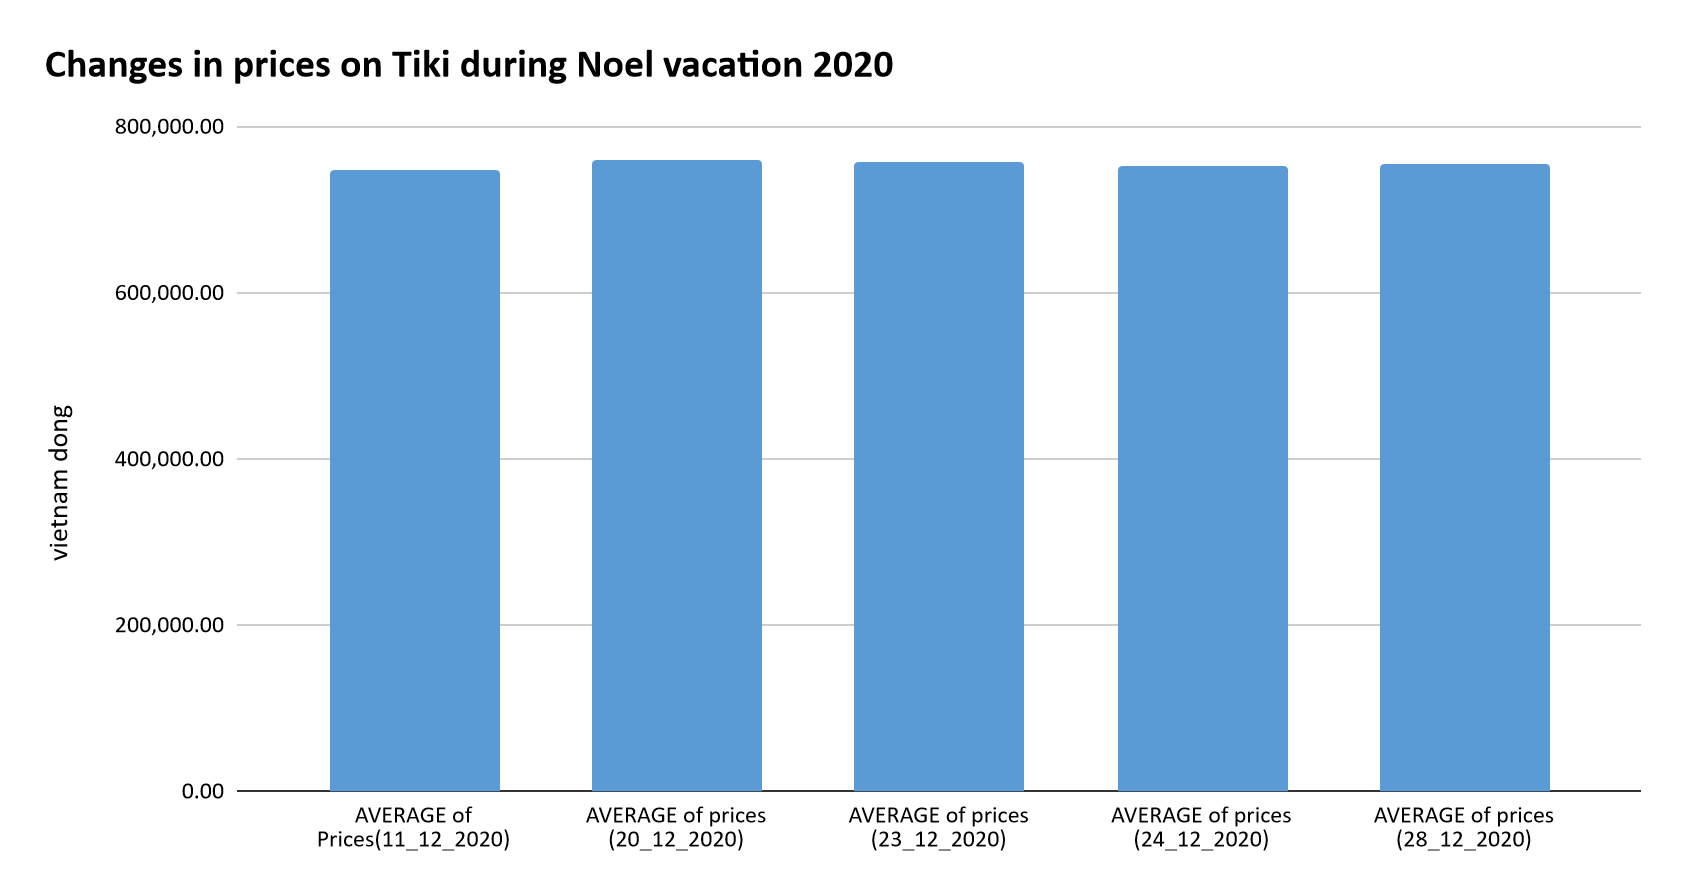 Changes in prices on Tiki during Noel vacation 2020
800,000.00
600,000.00
400,000.00
200,000.00
0.00
vietnam dong
AVERAGE of
Prices(11_12_2020)
AVERAGE of prices
(20_12_2020)
AVERAGE of prices
(23_12_2020)
AVERAGE of prices
(24_12_2020)
AVERAGE of prices
(28_12_2020)